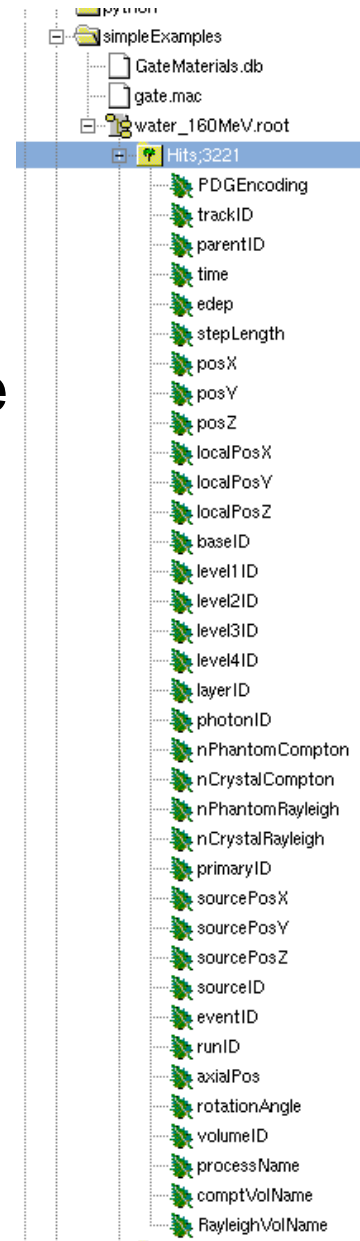 python
simpleExamples
GateMaterials.db
gate.mac
water_160MeV.root
Hits;3221
PDGEncoding
trackID
parentID
time
edep
stepLength
e
posX
posY
posZ
localPosX
localPosY
localPosZ
baseID
level1ID
level2ID
level3ID
level4ID
layerID
photonID
nPhantomCompton
nCrystalCompton
nPhantomRayleigh
nCrystalRayleigh
primaryID
sourcePosX
sourcePosY
sourcePosZ
sourceID
eventID
runID
axialPos
rotationAngle
volumeID
processName
comptVolName
RayleighVolName